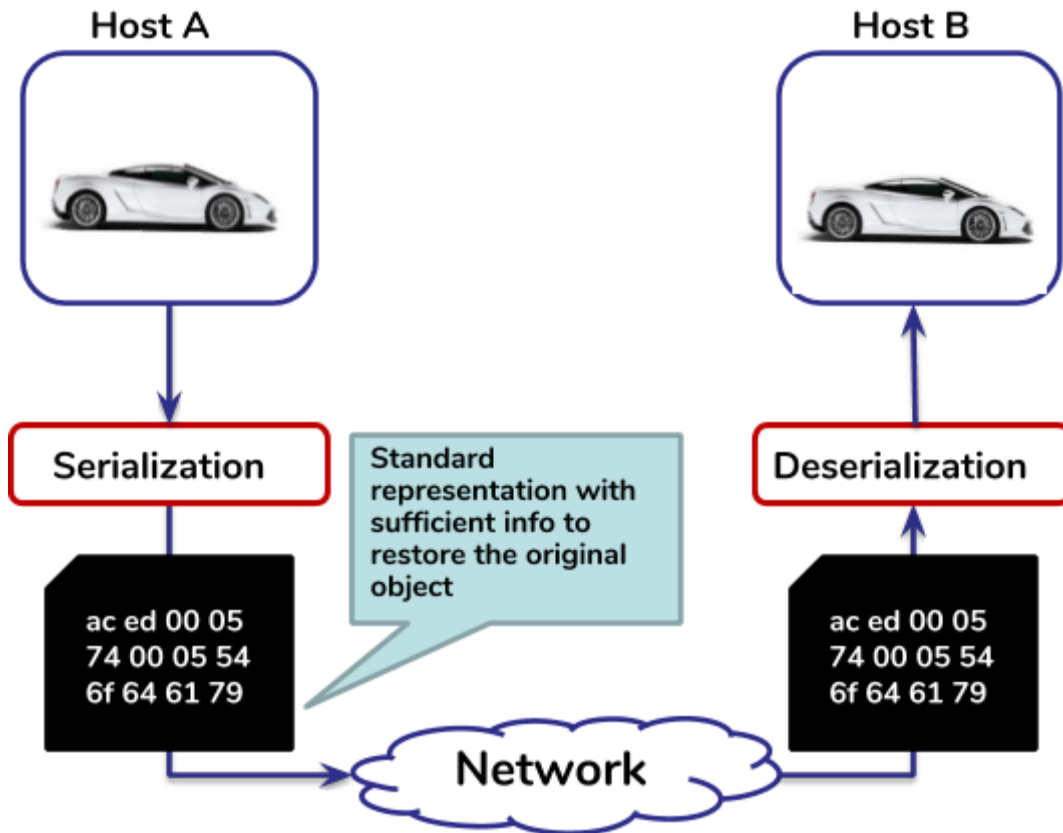 Host A
Host B
Serialization
Standard
representation with
sufficient info to
restore the original
object
Deserialization
ac ed 00 05
74 00 05 54
6f 64 61 79
ac ed 00 05
74 00 05 54
6f 64 61 79
Network